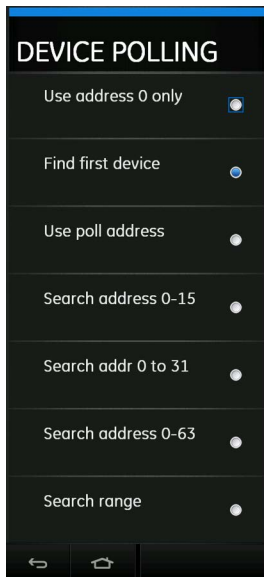 DEVICE POLLING
Use address 0 only
Find first device
Use poll address
Search address 0-15
Search addr 0 to 31
Search address 0-63
Search range